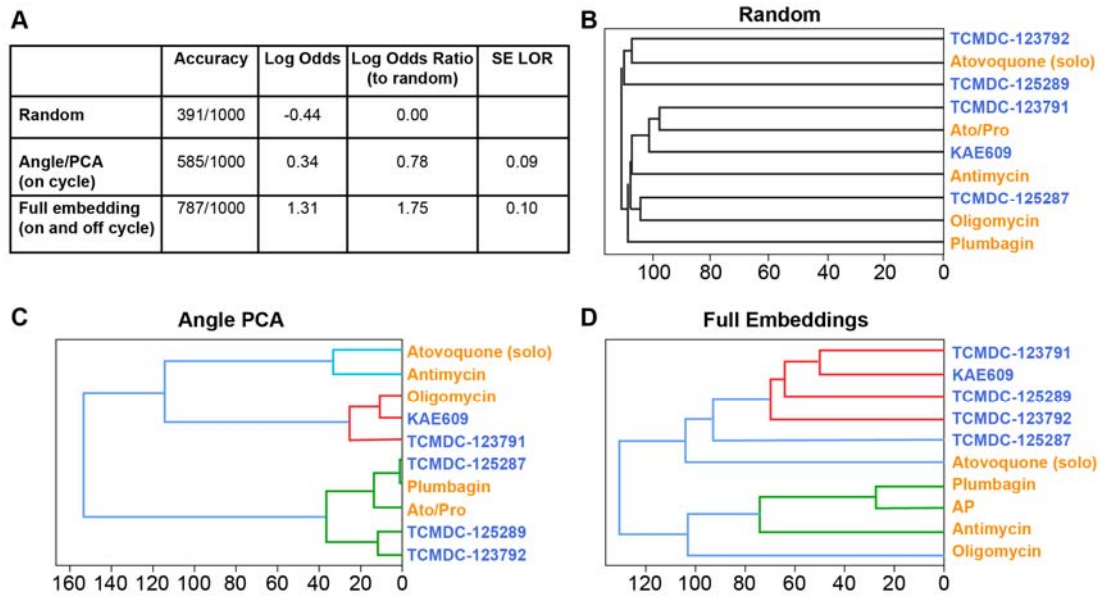 A
Accuracy Log Odds Log Odds Ratio (to random) SE LOR
Random 391/1000 -0.44 0.00
Angle/PCA (on cycle) 585/1000 0.34 0.78 0.09
Full embedding (on and off cycle) 787/1000 1.31 1.75 0.10
B
Random
TCMDC-123792
Atovoquone (solo)
TCMDC-125289
TCMDC-123791
Ato/Pro
KAE609
Antimycin
TCMDC-125287
Oligomycin
Plumbagin
100 80 60 40 20 0
C
Angle PCA
Atovoquone (solo)
Antimycin
Oligomycin
KAE609
TCMDC-123791
TCMDC-125287
Plumbagin
Ato/Pro
TCMDC-125289
TCMDC-123792
160 140 120 100 80 60 40 20 0
D
Full Embeddings
TCMDC-123791
KAE609
TCMDC-125289
TCMDC-123792
TCMDC-125287
Atovoquone (solo)
Plumbagin
AP
Antimycin
Oligomycin
120 100 80 60 40 20 0